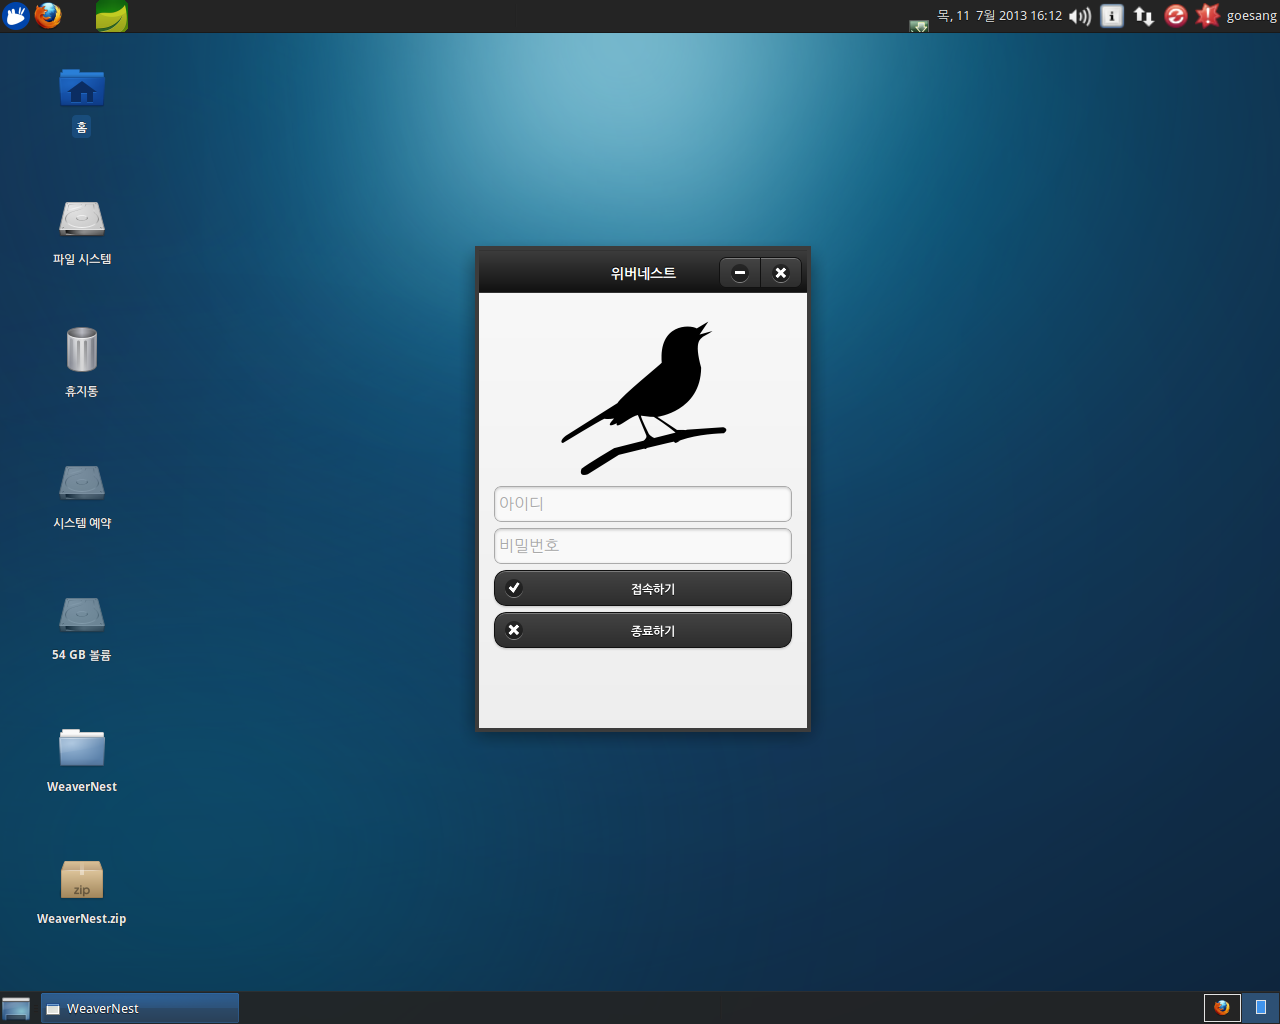 목, 11 7월 2013 16:12
goesang
홈
파일 시스템
휴지통
시스템 예약
54 GB 볼륨
WeaverNest
zip
WeaverNest.zip
위버네스트
아이디
비밀번호
접속하기
종료하기
WeaverNest